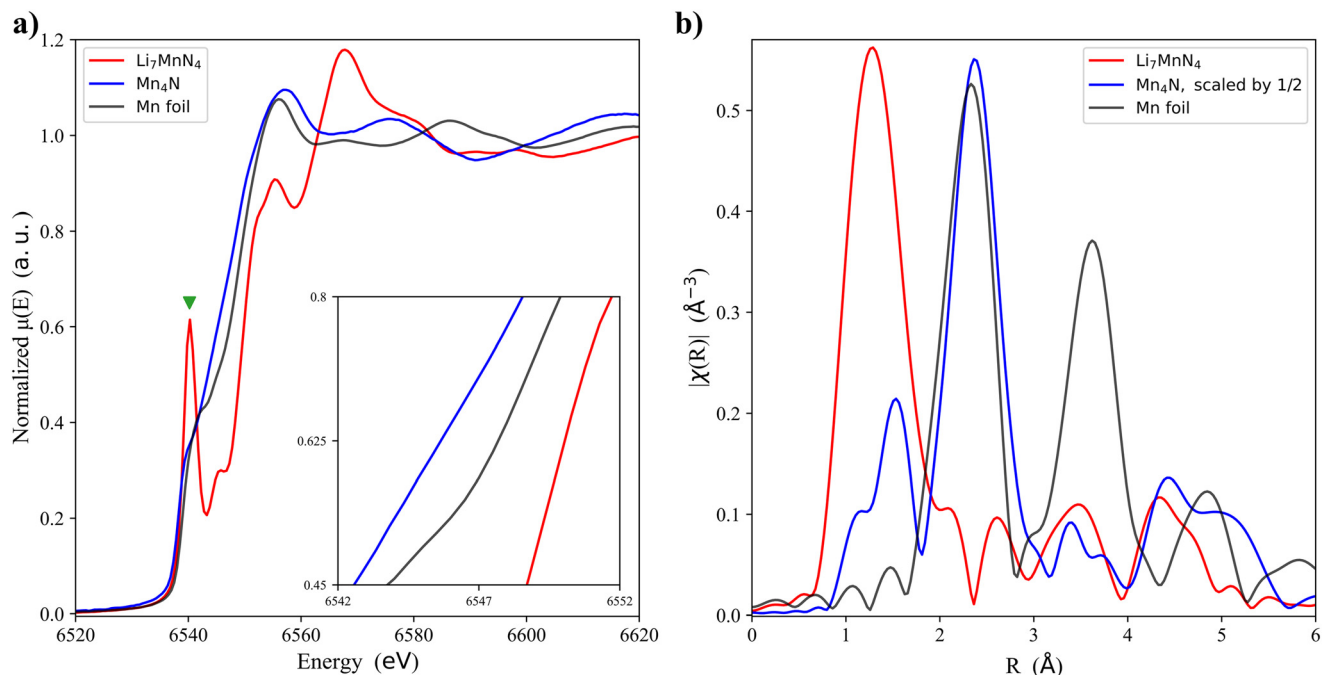 a)
1.2
1.0
0.8
0.6
0.4
0.2
0.0
Normalized μ(E) (a. u.)
Li₇MnN₄
Mn₄N
Mn foil
0.8
0.625
0.45
6542 6547 6552
6520 6540 6560 6580 6600 6620
Energy (eV)
b)
0.5
0.4
0.3
0.2
0.1
0.0
|χ(R)| (Å⁻³)
Li₇MnN₄
Mn₄N, scaled by 1/2
Mn foil
0 1 2 3 4 5 6
R (Å)